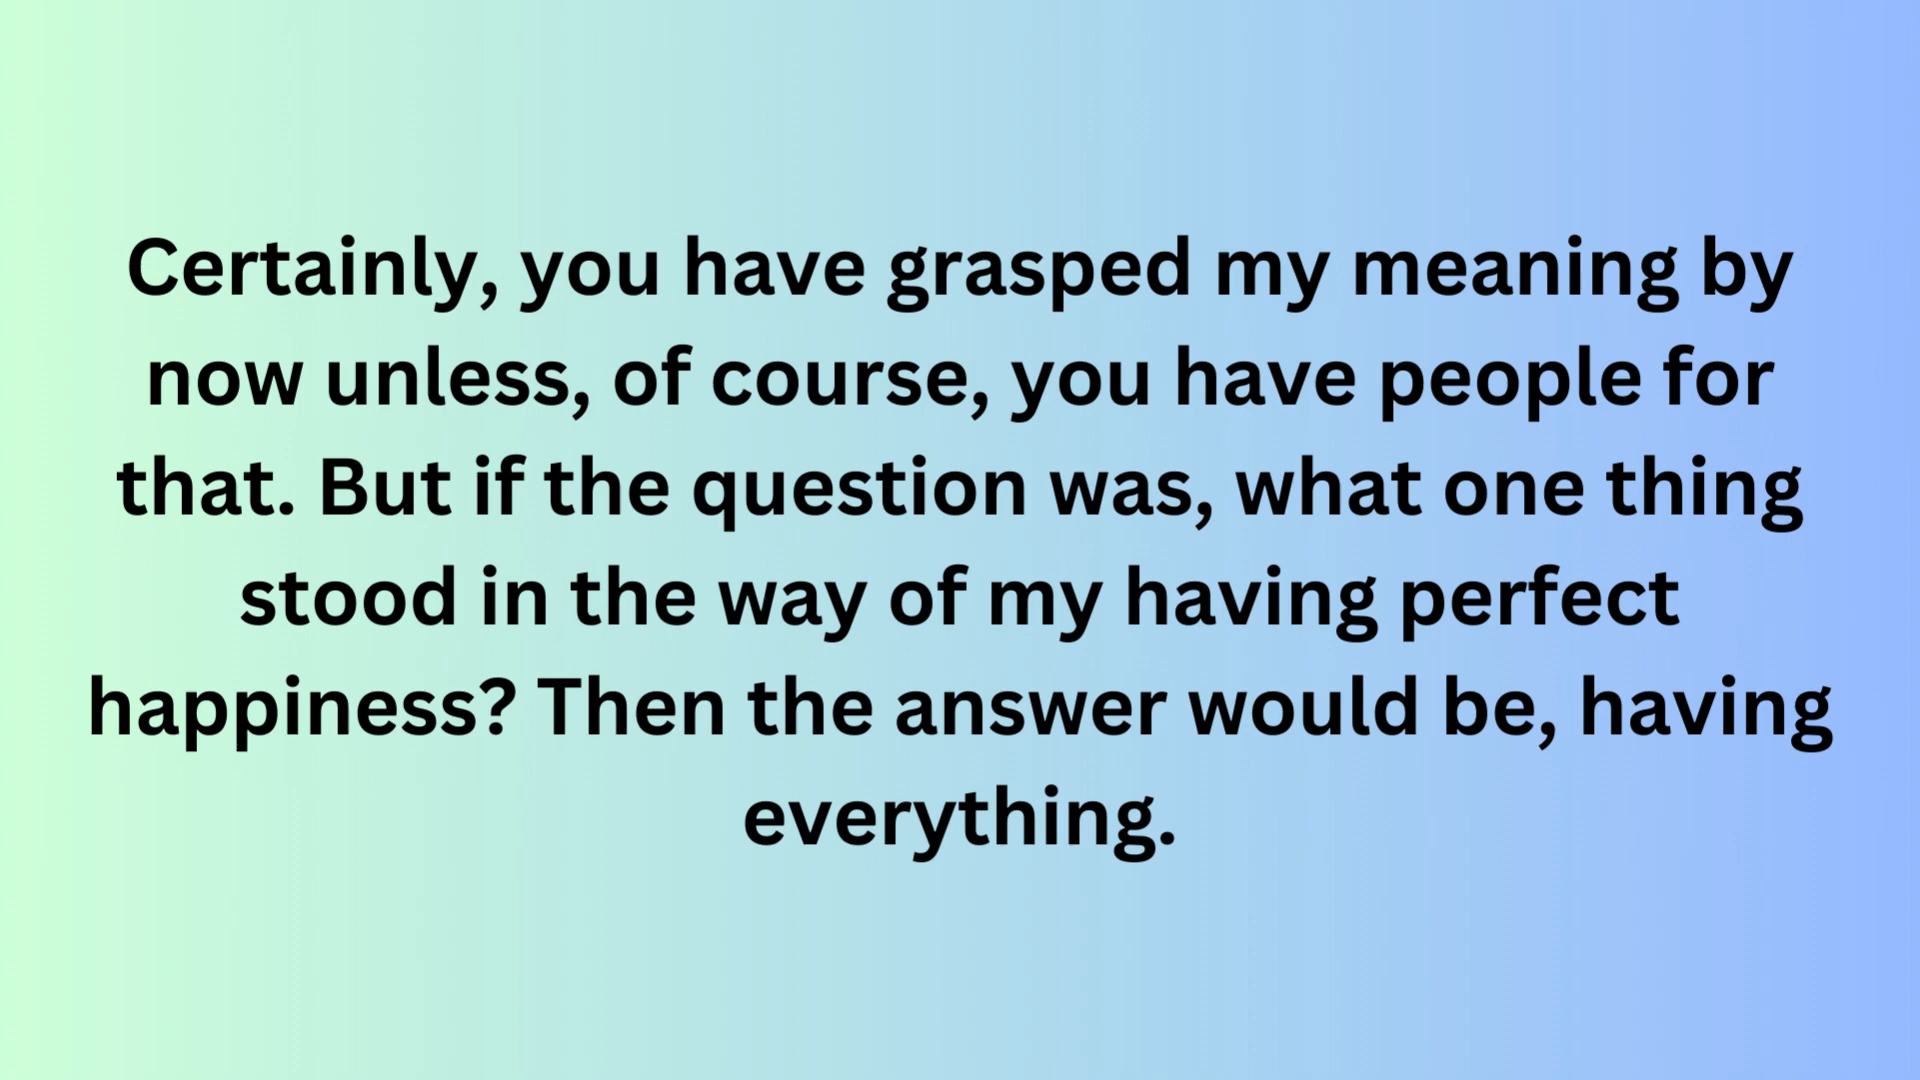 Certainly, you have grasped my meaning by
now unless, of course, you have people for
that. But if the question was, what one thing
stood in the way of my having perfect
happiness? Then the answer would be, having
everything.